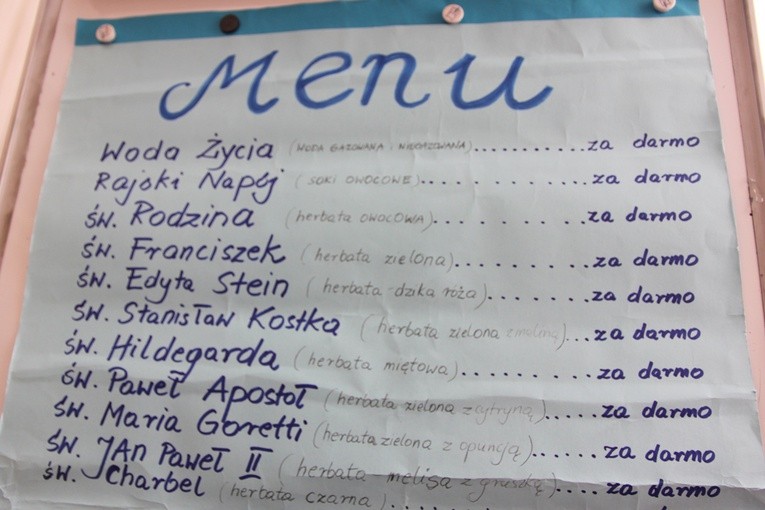 Menu
Woda Życia (WODA GAZOWANA I NIEGAZOWANA)..........za darmo
Rajski Napój (SOKI OWOCOWE)..............za darmo
św. Rodzina (herbata OWOCOWA)............za darmo
św. Franciszek (herbata zielona)..........za darmo
św. Edyta Stein (herbata dzika róża)........za darmo
św. Stanisław Kostka (herbata zielona z maliną)...za darmo
św. Hildegarda (herbata miętowa)..........za darmo
św. Paweł Apostoł (herbata zielona z cytryną).....za darmo
św. Maria Goretti (herbata zielona z opuncją)......za darmo
św. JAn Paweł II (herbata melisa z gruszką)....za darmo
św. Charbel (herbata czarna)